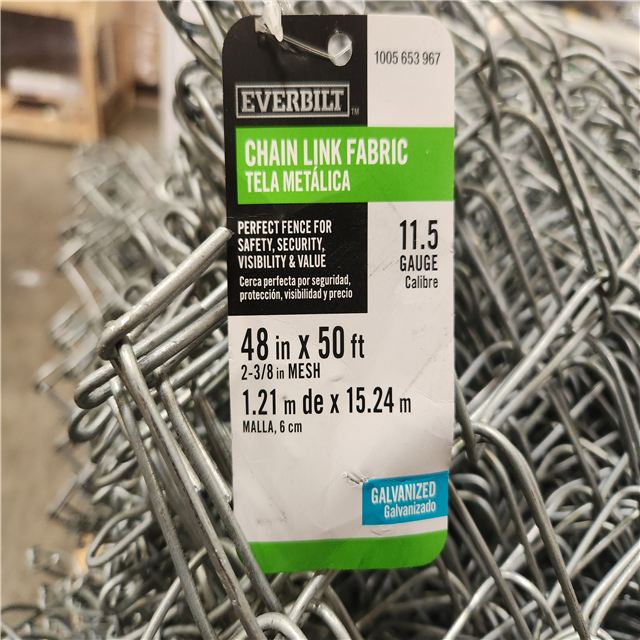 1005 653 967
EVERBILT™
CHAIN LINK FABRIC
TELA METÁLICA
PERFECT FENCE FOR
SAFETY, SECURITY,
VISIBILITY & VALUE
Cerca perfecta por seguridad,
protección, visibilidad y precio
11.5
GAUGE
Calibre
48 in x 50 ft
2-3/8 in MESH
1.21 m de x 15.24 m
MALLA, 6 cm
GALVANIZED
Galvanizado